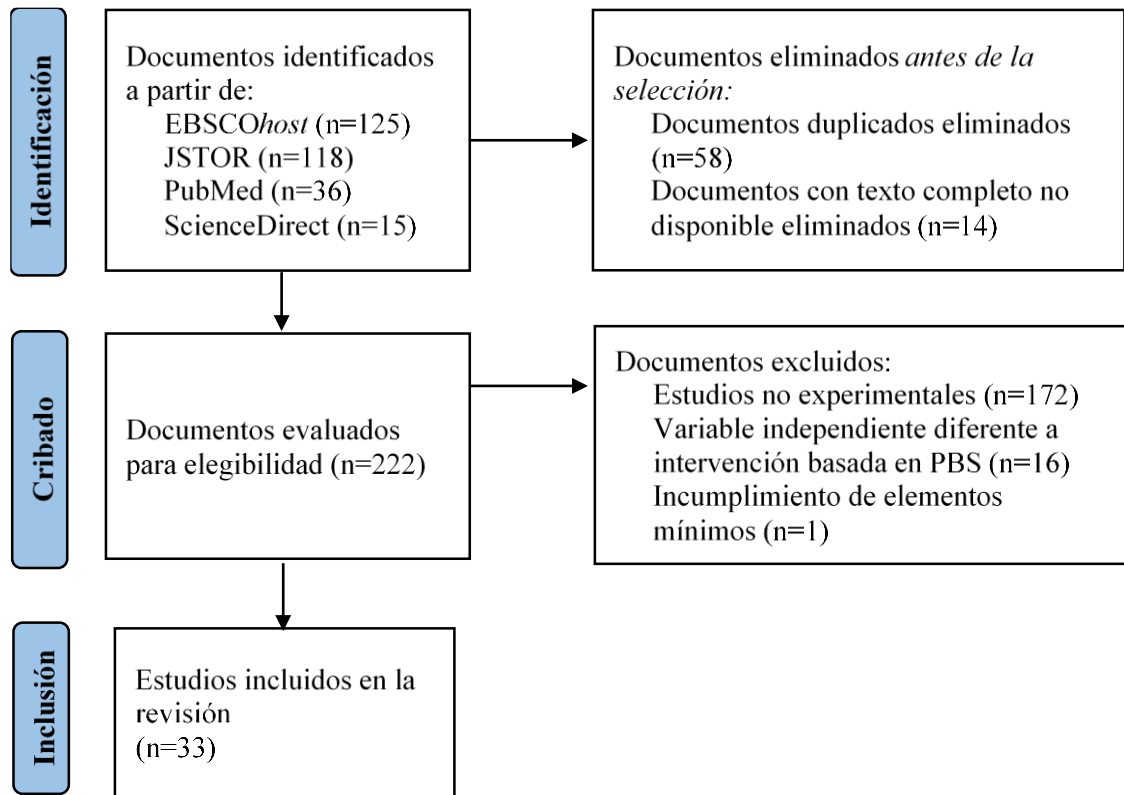 Identificación
Documentos identificados
a partir de:
EBSCOhost (n=125)
JSTOR (n=118)
PubMed (n=36)
ScienceDirect (n=15)
Documentos eliminados antes de la
selección:
Documentos duplicados eliminados
(n=58)
Documentos con texto completo no
disponible eliminados (n=14)
Cribado
Documentos evaluados
para elegibilidad (n=222)
Documentos excluidos:
Estudios no experimentales (n=172)
Variable independiente diferente a
intervención basada en PBS (n=16)
Incumplimiento de elementos
mínimos (n=1)
Inclusión
Estudios incluidos en la
revisión
(n=33)